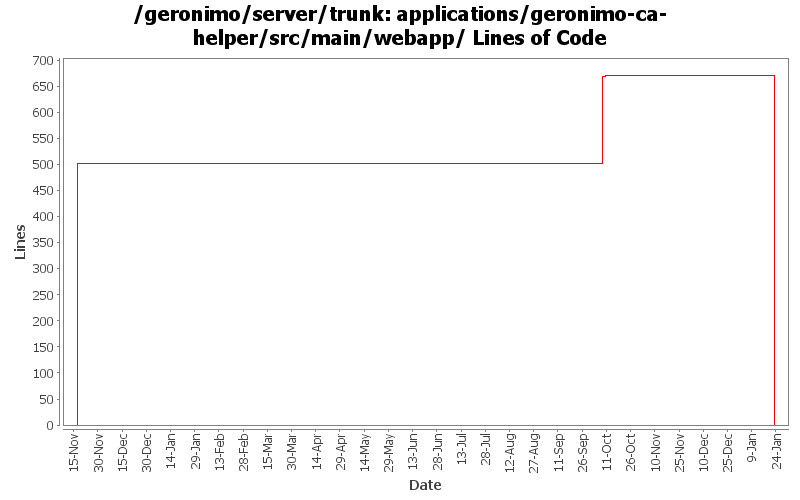 /geronimo/server/trunk: applications/geronimo-ca-
helper/src/main/webapp/ Lines of Code
700
650
600
550
500
450
400
350
300
250
200
150
100
50
0
Lines
15-Nov
30-Nov
15-Dec
30-Dec
14-Jan
29-Jan
13-Feb
28-Feb
15-Mar
30-Mar
14-Apr
29-Apr
14-May
29-May
13-Jun
28-Jun
13-Jul
28-Jul
12-Aug
27-Aug
11-Sep
26-Sep
11-Oct
26-Oct
10-Nov
25-Nov
10-Dec
25-Dec
9-Jan
24-Jan
Date